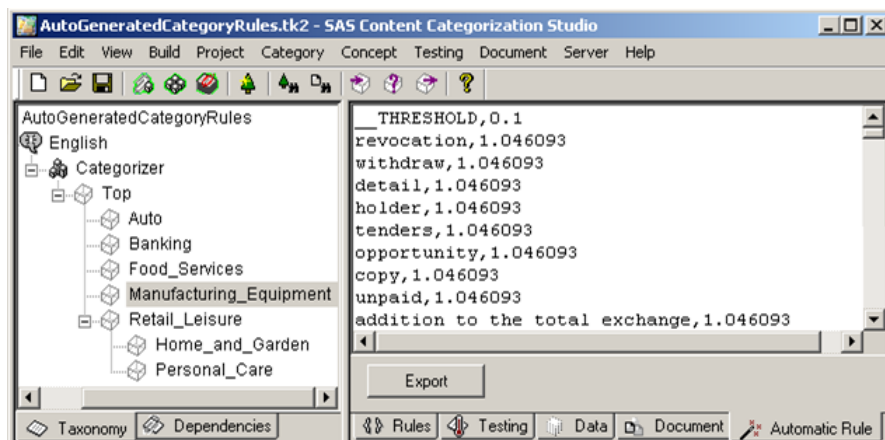 AutoGeneratedCategoryRules.tk2 - SAS Content Categorization Studio
File Edit View Build Project Category Concept Testing Document Server Help
AutoGeneratedCategoryRules
English
Categorizer
Top
Auto
Banking
Food_Services
Manufacturing_Equipment
Retail_Leisure
Home_and_Garden
Personal_Care
Taxonomy Dependencies
__THRESHOLD,0.1
revocation,1.046093
withdraw,1.046093
detail,1.046093
holder,1.046093
tenders,1.046093
opportunity,1.046093
copy,1.046093
unpaid,1.046093
addition to the total exchange,1.046093
Export
Rules Testing Data Document Automatic Rule